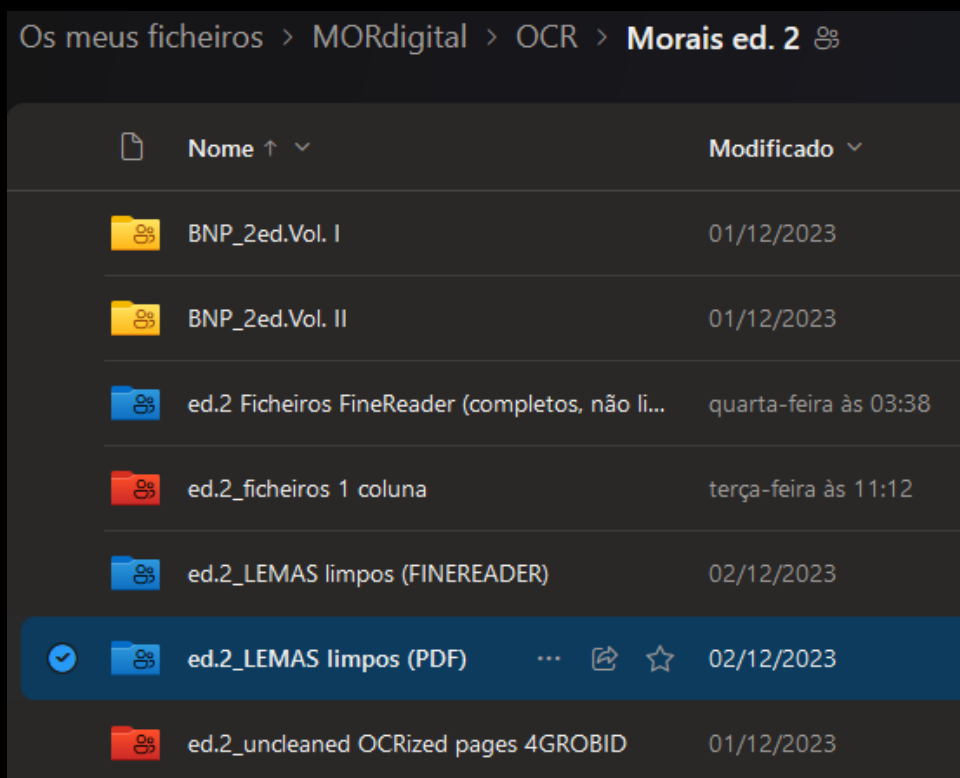 Os meus ficheiros > MORdigital > OCR > Morais ed. 2
Nome ↑ Modificado
BNP_2ed.Vol. I 01/12/2023
BNP_2ed.Vol. II 01/12/2023
ed.2 Ficheiros FineReader (completos, não li... quarta-feira às 03:38
ed.2_ficheiros 1 coluna terça-feira às 11:12
ed.2_LEMAS limpos (FINEREADER) 02/12/2023
ed.2_LEMAS limpos (PDF) ... 02/12/2023
ed.2_uncleaned OCRized pages 4GROBID 01/12/2023